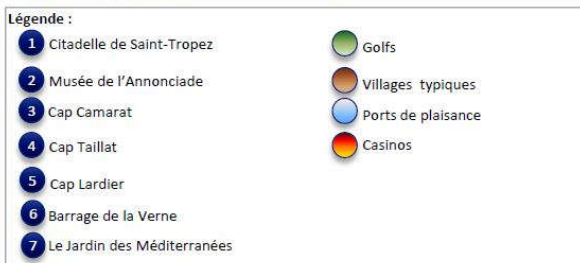 Légende :
1 Citadelle de Saint-Tropez
2 Musée de l'Annonciade
3 Cap Camarat
4 Cap Taillat
5 Cap Lardier
6 Barrage de la Verne
7 Le Jardin des Méditerranées
Golfs
Villages typiques
Ports de plaisance
Casinos